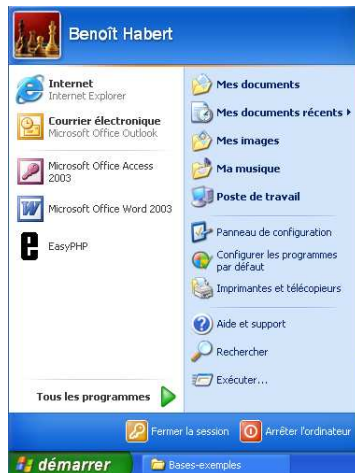 Benoît Habert
Internet
Internet Explorer
Courrier électronique
Microsoft Office Outlook
Microsoft Office Access
2003
Microsoft Office Word 2003
EasyPHP
Tous les programmes
Mes documents
Mes documents récents
Mes images
Ma musique
Poste de travail
Panneau de configuration
Configurer les programmes
par défaut
Imprimantes et télécopieurs
Aide et support
Rechercher
Exécuter...
Fermer la session
Arrêter l'ordinateur
démarrer
Bases-exemples